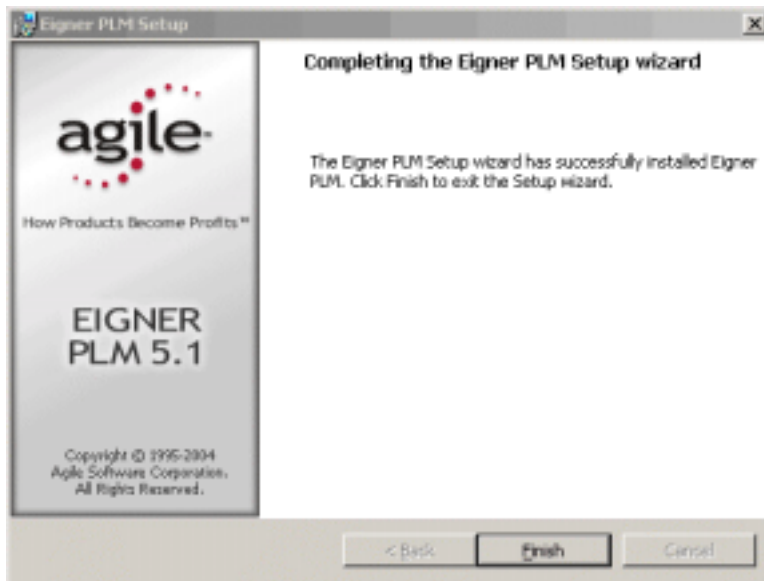 Eigner PLM Setup
Completing the Eigner PLM Setup wizard
agile
The Eigner PLM Setup wizard has successfully installed Eigner
PLM. Click Finish to exit the Setup wizard.
How Products Become Profits℠
EIGNER
PLM 5.1
Copyright © 1995-2004
Agile Software Corporation.
All Rights Reserved.
< Back Finish Cancel